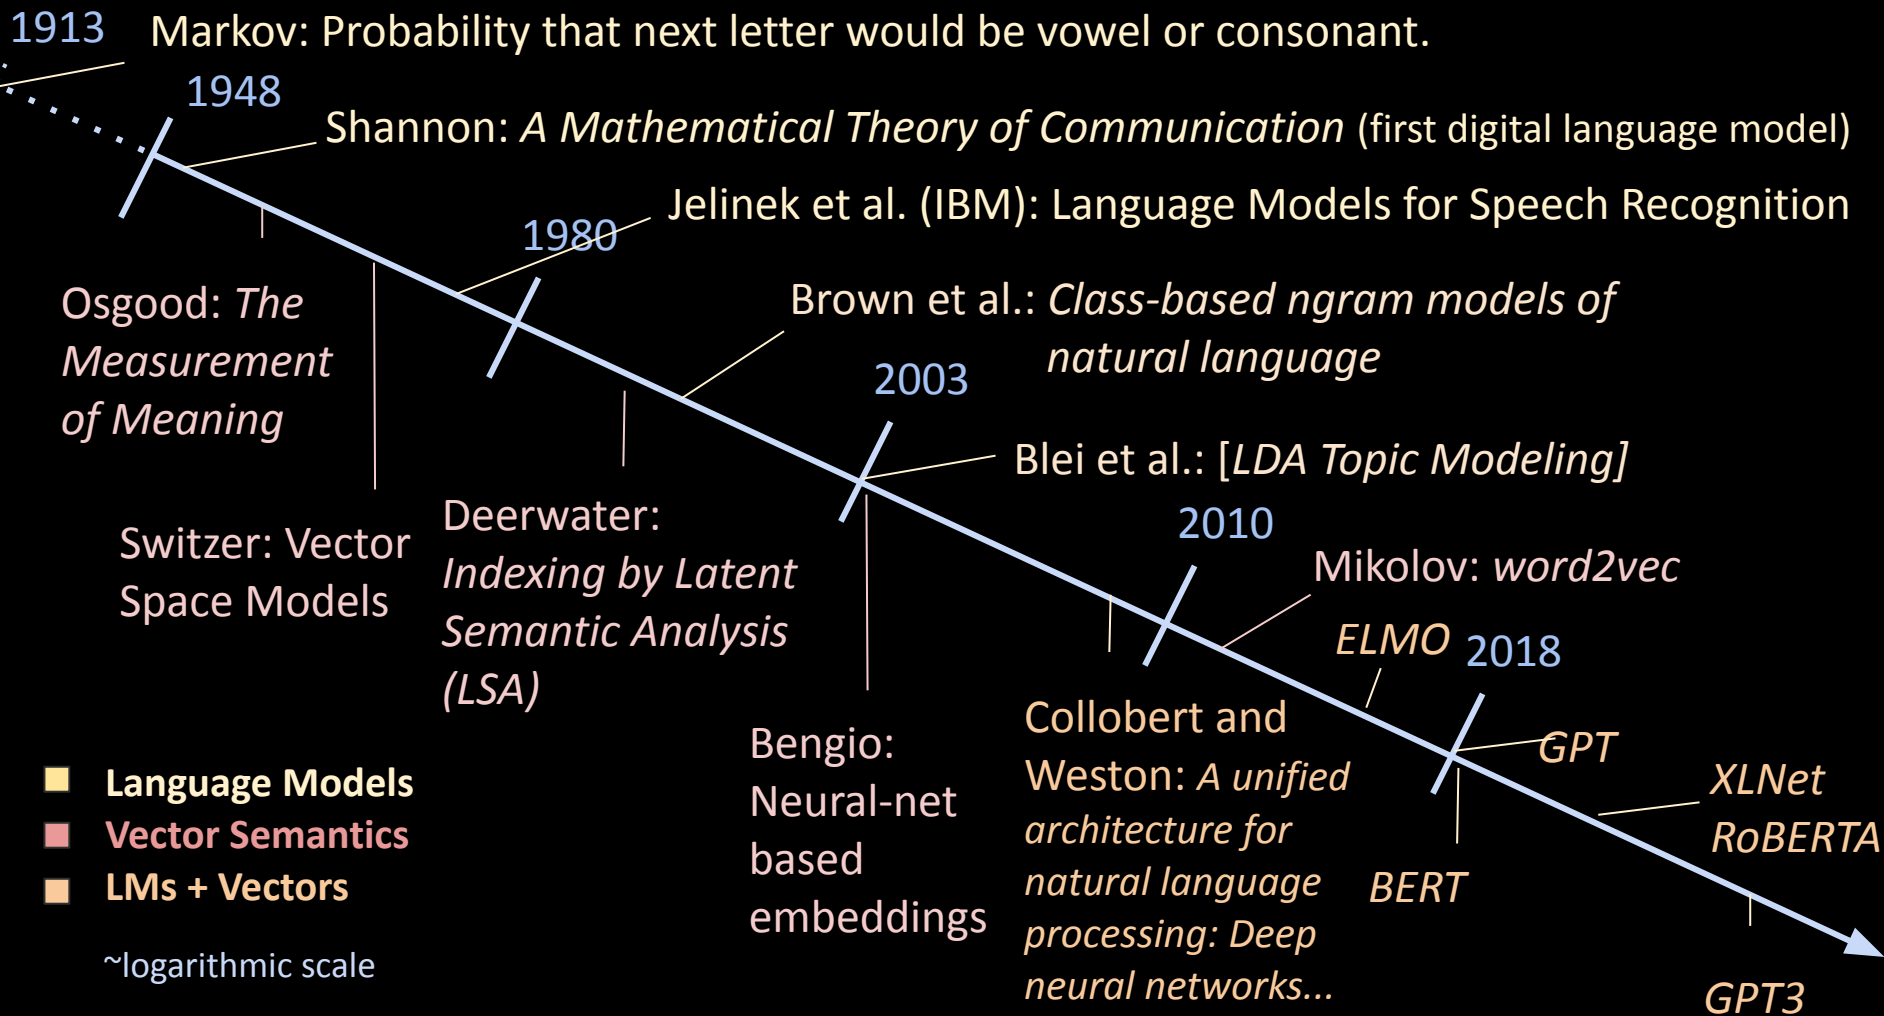 1913
Markov: Probability that next letter would be vowel or consonant.
1948
Shannon: A Mathematical Theory of Communication (first digital language model)
Jelinek et al. (IBM): Language Models for Speech Recognition
1980
Osgood: The
Measurement
of Meaning
Brown et al.: Class-based ngram models of
natural language
2003
Switzer: Vector
Space Models
Deerwater:
Indexing by Latent
Semantic Analysis
(LSA)
Blei et al.: [LDA Topic Modeling]
2010
Mikolov: word2vec
ELMO
2018
Bengio:
Neural-net
based
embeddings
Collobert and
Weston: A unified
architecture for
natural language
processing: Deep
neural networks...
GPT
BERT
XLNet
RoBERTA
GPT3
Language Models
Vector Semantics
LMs + Vectors
~logarithmic scale